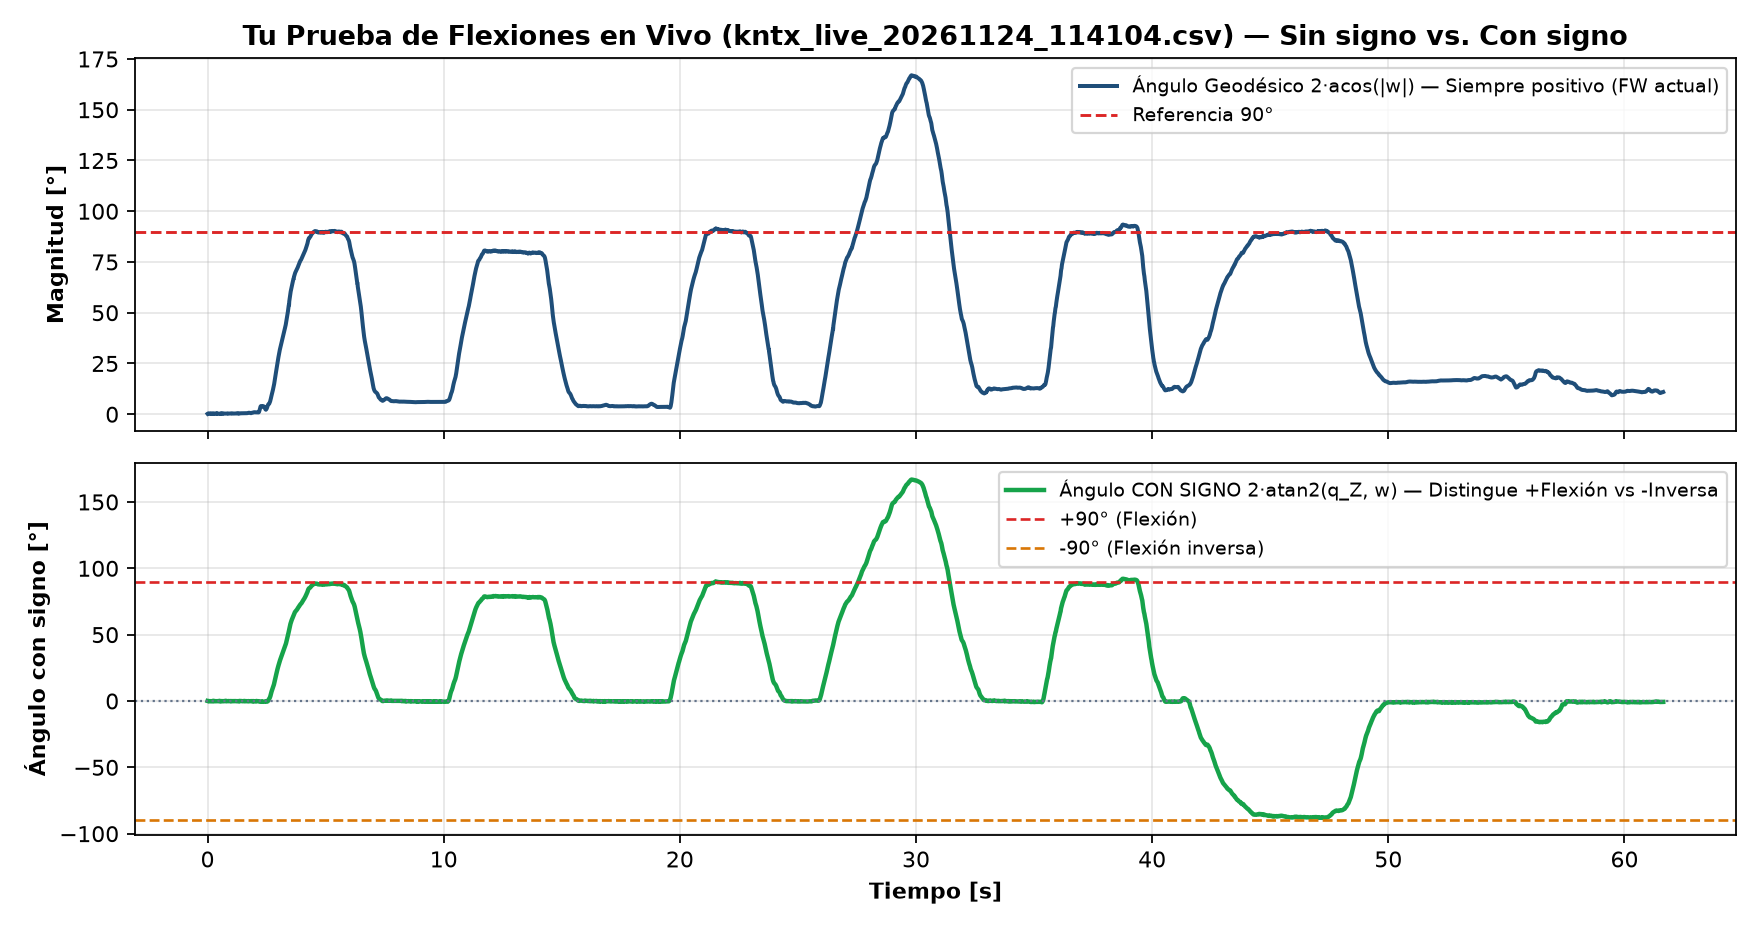 Tu Prueba de Flexiones en Vivo (kntx_live_20261124_114104.csv) — Sin signo vs. Con signo
Magnitud [°]
175
150
125
100
75
50
25
0
Ángulo Geodésico 2·acos(|w|) — Siempre positivo (FW actual)
Referencia 90°
Ángulo con signo [°]
150
100
50
0
−50
−100
Ángulo CON SIGNO 2·atan2(q_Z, w) — Distingue +Flexión vs -Inversa
+90° (Flexión)
-90° (Flexión inversa)
0 10 20 30 40 50 60
Tiempo [s]